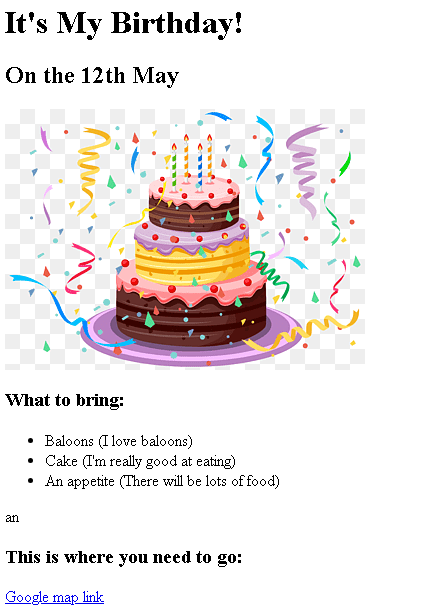 It's My Birthday!
On the 12th May
What to bring:
Baloons (I love baloons)
Cake (I'm really good at eating)
An appetite (There will be lots of food)
an
This is where you need to go:
Google map link